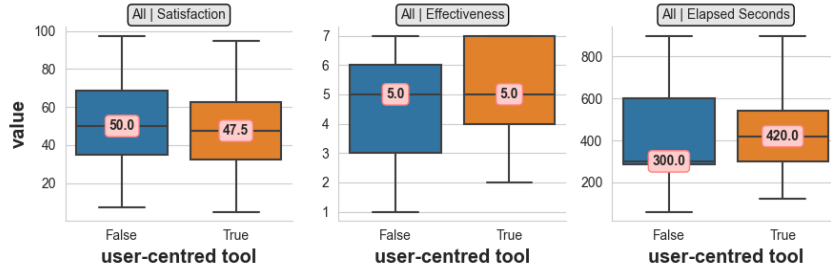 All | Satisfaction
All | Effectiveness
All | Elapsed Seconds
value
100
80
60
40
20
50.0
47.5
False
True
user-centred tool
7
6
5
4
3
2
1
5.0
5.0
False
True
user-centred tool
800
600
400
200
300.0
420.0
False
True
user-centred tool